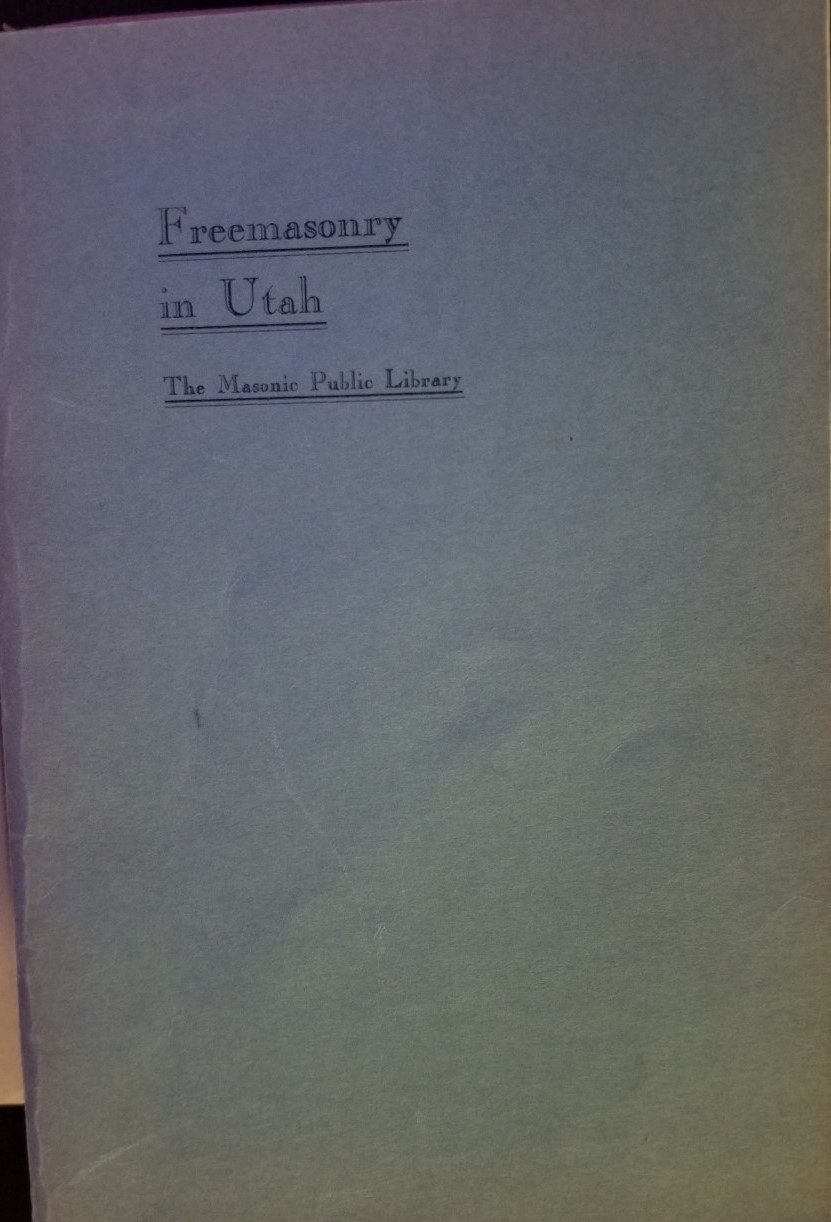 Freemasonry
in Utah
The Masonic Public Library